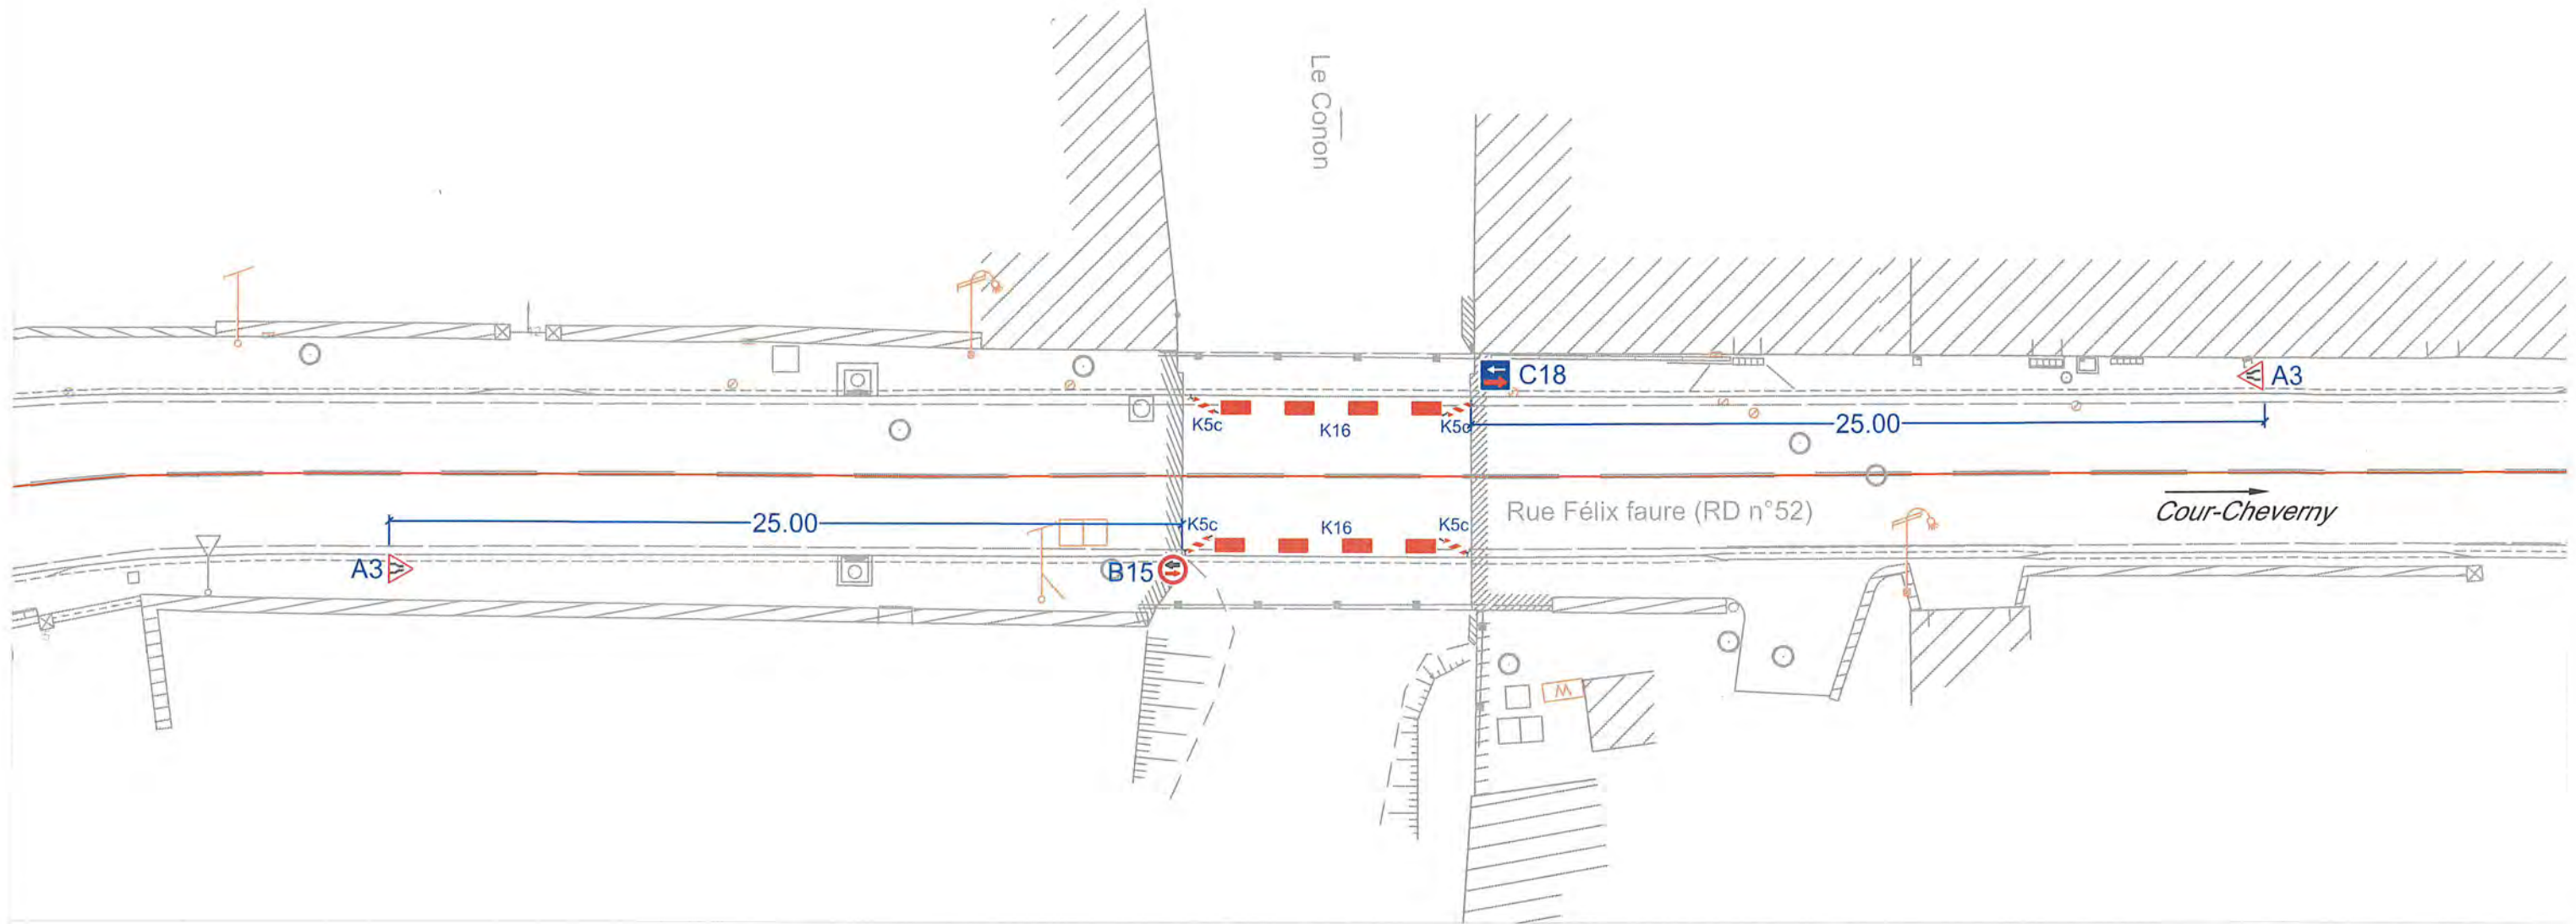 Le Conon
C18
A3
K5c
K16
K5c
25.00
25.00
K5c
K16
K5c
Rue Félix faure (RD n°52)
Cour-Cheverny
A3
B15